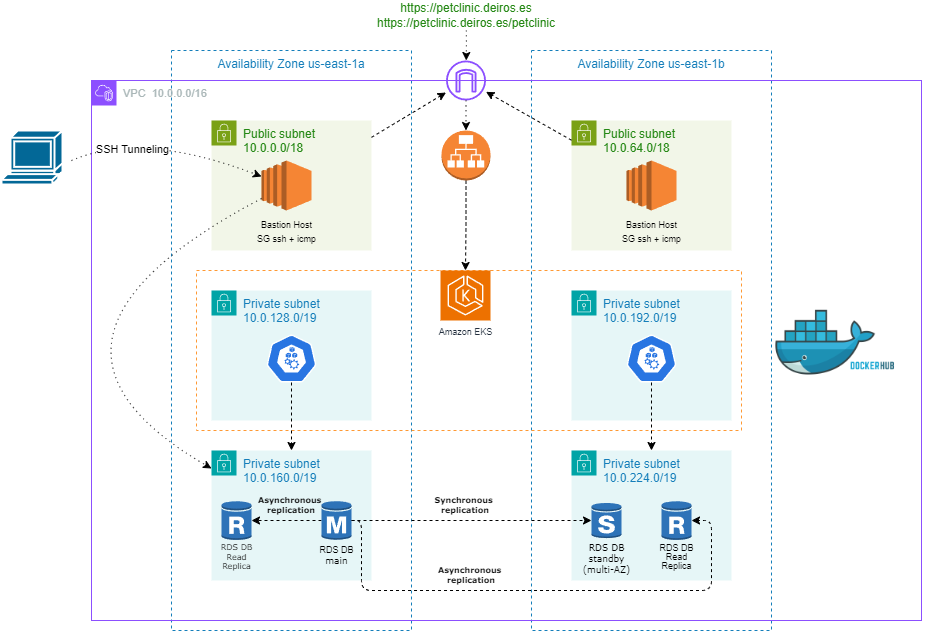 https://petclinic.deiros.es
https://petclinic.deiros.es/petclinic
Availability Zone us-east-1a
Availability Zone us-east-1b
VPC 10.0.0.0/16
SSH Tunneling
Public subnet
10.0.0.0/18
Bastion Host
SG ssh + icmp
Public subnet
10.0.64.0/18
Bastion Host
SG ssh + icmp
Private subnet
10.0.128.0/19
K
Amazon EKS
Private subnet
10.0.192.0/19
DOCKERHUB
Private subnet
10.0.160.0/19
Asynchronous
replication
R
M
RDS DB
Read
Replica
RDS DB
main
Synchronous
replication
Asynchronous
replication
Private subnet
10.0.224.0/19
S
R
RDS DB
standby
(multi-AZ)
RDS DB
Read
Replica